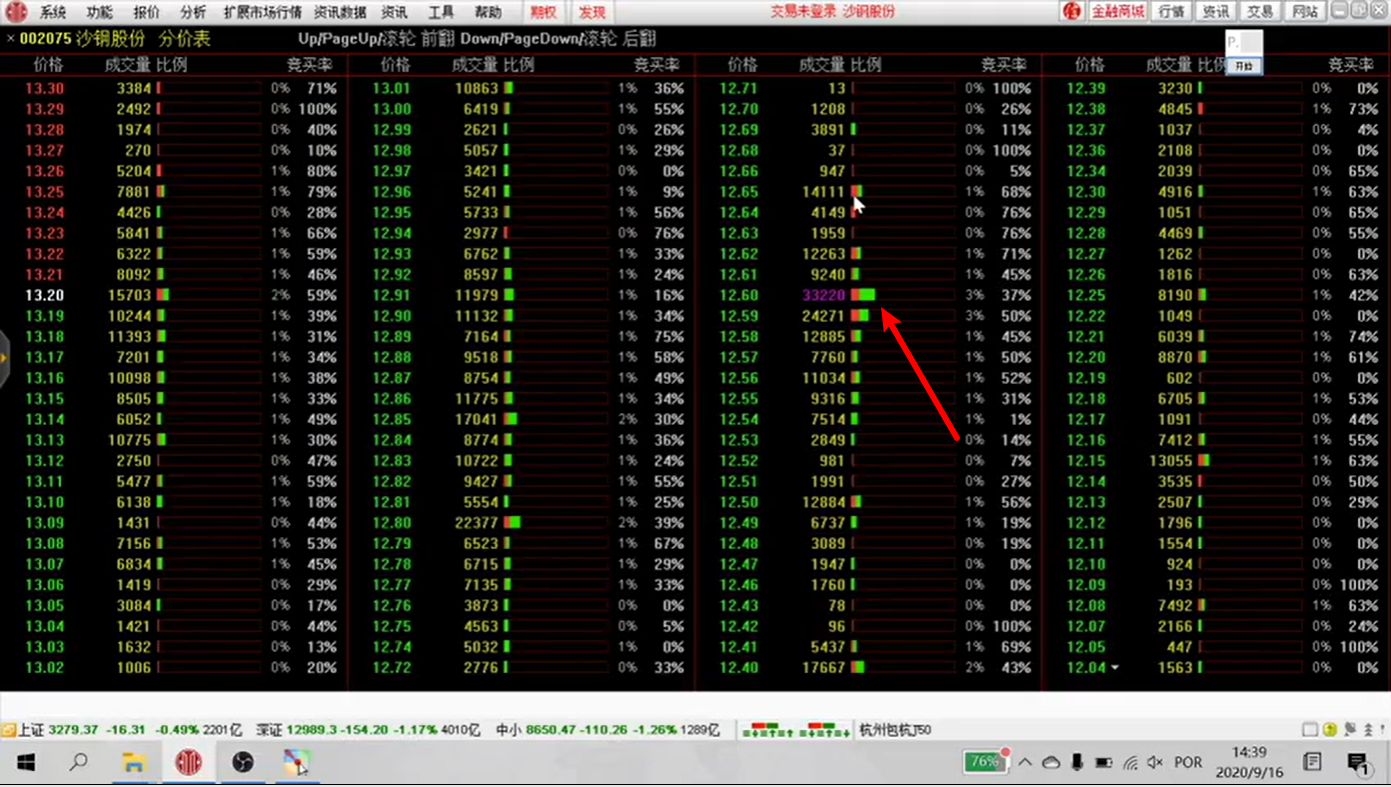 系统 功能 报价 分析 扩展市场行情 资讯数据 资讯 工具 帮助 期权 发现 交易未登录 沙钢股份 金融商城 行情 资讯 交易 网站
×002075 沙钢股份 分价表 Up/PageUp/滚轮 前翻 Down/PageDown/滚轮 后翻
P.
开始
价格 成交量 比例 竞买率 价格 成交量 比例 竞买率 价格 成交量 比例 竞买率 价格 成交量 比例 竞买率
13.30 3384 0% 71% 13.01 10863 1% 36% 12.71 13 0% 100% 12.39 3230 0% 0%
13.29 2492 0% 100% 13.00 6419 1% 55% 12.70 1208 0% 26% 12.38 4845 1% 73%
13.28 1974 0% 40% 12.99 2621 0% 26% 12.69 3891 0% 11% 12.37 1037 0% 4%
13.27 270 0% 10% 12.98 5057 1% 29% 12.68 37 0% 100% 12.36 2108 0% 0%
13.26 5204 1% 80% 12.97 3421 0% 0% 12.66 947 0% 5% 12.34 2039 0% 65%
13.25 7881 1% 79% 12.96 5241 1% 9% 12.65 14111 1% 68% 12.30 4916 1% 63%
13.24 4426 0% 28% 12.95 5733 1% 56% 12.64 4149 0% 76% 12.29 1051 0% 65%
13.23 5841 1% 66% 12.94 2977 0% 76% 12.63 1959 0% 76% 12.28 4469 0% 55%
13.22 6322 1% 59% 12.93 6762 1% 33% 12.62 12263 1% 71% 12.27 1262 0% 0%
13.21 8092 1% 46% 12.92 8597 1% 24% 12.61 9240 1% 45% 12.26 1816 0% 63%
13.20 15703 2% 59% 12.91 11979 1% 16% 12.60 33220 3% 37% 12.25 8190 1% 42%
13.19 10244 1% 39% 12.90 11132 1% 34% 12.59 24271 3% 50% 12.22 1049 0% 0%
13.18 11393 1% 31% 12.89 7164 1% 75% 12.58 12885 1% 45% 12.21 6039 1% 74%
13.17 7201 1% 34% 12.88 9518 1% 58% 12.57 7760 1% 50% 12.20 8870 1% 61%
13.16 10098 1% 38% 12.87 8754 1% 49% 12.56 11034 1% 52% 12.19 602 0% 0%
13.15 8505 1% 33% 12.86 11775 1% 34% 12.55 9316 1% 31% 12.18 6705 1% 53%
13.14 6052 1% 49% 12.85 17041 2% 30% 12.54 7514 1% 1% 12.17 1091 0% 44%
13.13 10775 1% 30% 12.84 8774 1% 36% 12.53 2849 0% 14% 12.16 7412 1% 55%
13.12 2750 0% 47% 12.83 10722 1% 24% 12.52 981 0% 7% 12.15 13055 1% 63%
13.11 5477 1% 59% 12.82 9427 1% 55% 12.51 1991 0% 27% 12.14 3535 0% 50%
13.10 6138 1% 18% 12.81 5554 1% 25% 12.50 12884 1% 56% 12.13 2507 0% 29%
13.09 1431 0% 44% 12.80 22377 2% 39% 12.49 6737 1% 19% 12.12 1796 0% 0%
13.08 7156 1% 53% 12.79 6523 1% 67% 12.48 3089 0% 19% 12.11 1554 0% 0%
13.07 6834 1% 45% 12.78 6715 1% 29% 12.47 1947 0% 0% 12.10 924 0% 0%
13.06 1419 0% 29% 12.77 7135 1% 33% 12.46 1760 0% 0% 12.09 193 0% 100%
13.05 3084 0% 17% 12.76 3873 0% 0% 12.43 78 0% 0% 12.08 7492 1% 63%
13.04 1421 0% 44% 12.75 4563 0% 5% 12.42 96 0% 100% 12.07 2166 0% 24%
13.03 1632 0% 13% 12.74 5032 1% 0% 12.41 5437 1% 69% 12.05 447 0% 100%
13.02 1006 0% 20% 12.72 2776 0% 33% 12.40 17667 2% 43% 12.04 1563 0% 0%
上证 3279.37 -16.31 -0.49% 2201亿 深证 12989.3 -154.20 -1.17% 4010亿 中小 8650.47 -110.26 -1.26% 1289亿 杭州包杭J50
76% POR 14:39
2020/9/16 1